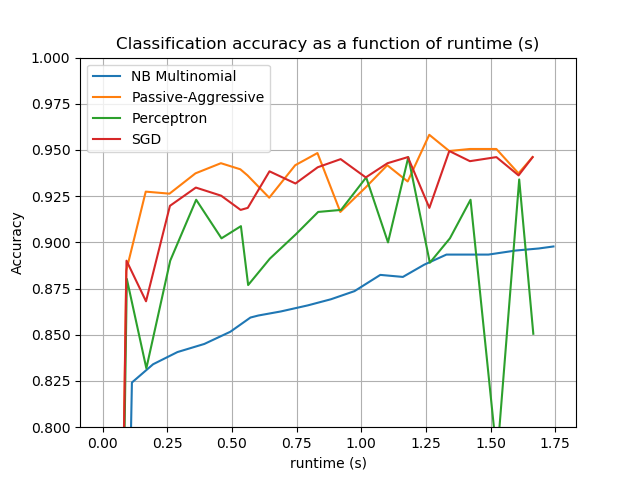 Classification accuracy as a function of runtime (s)
NB Multinomial
Passive-Aggressive
Perceptron
SGD
Accuracy
1.000
0.975
0.950
0.925
0.900
0.875
0.850
0.825
0.800
0.00 0.25 0.50 0.75 1.00 1.25 1.50 1.75
runtime (s)